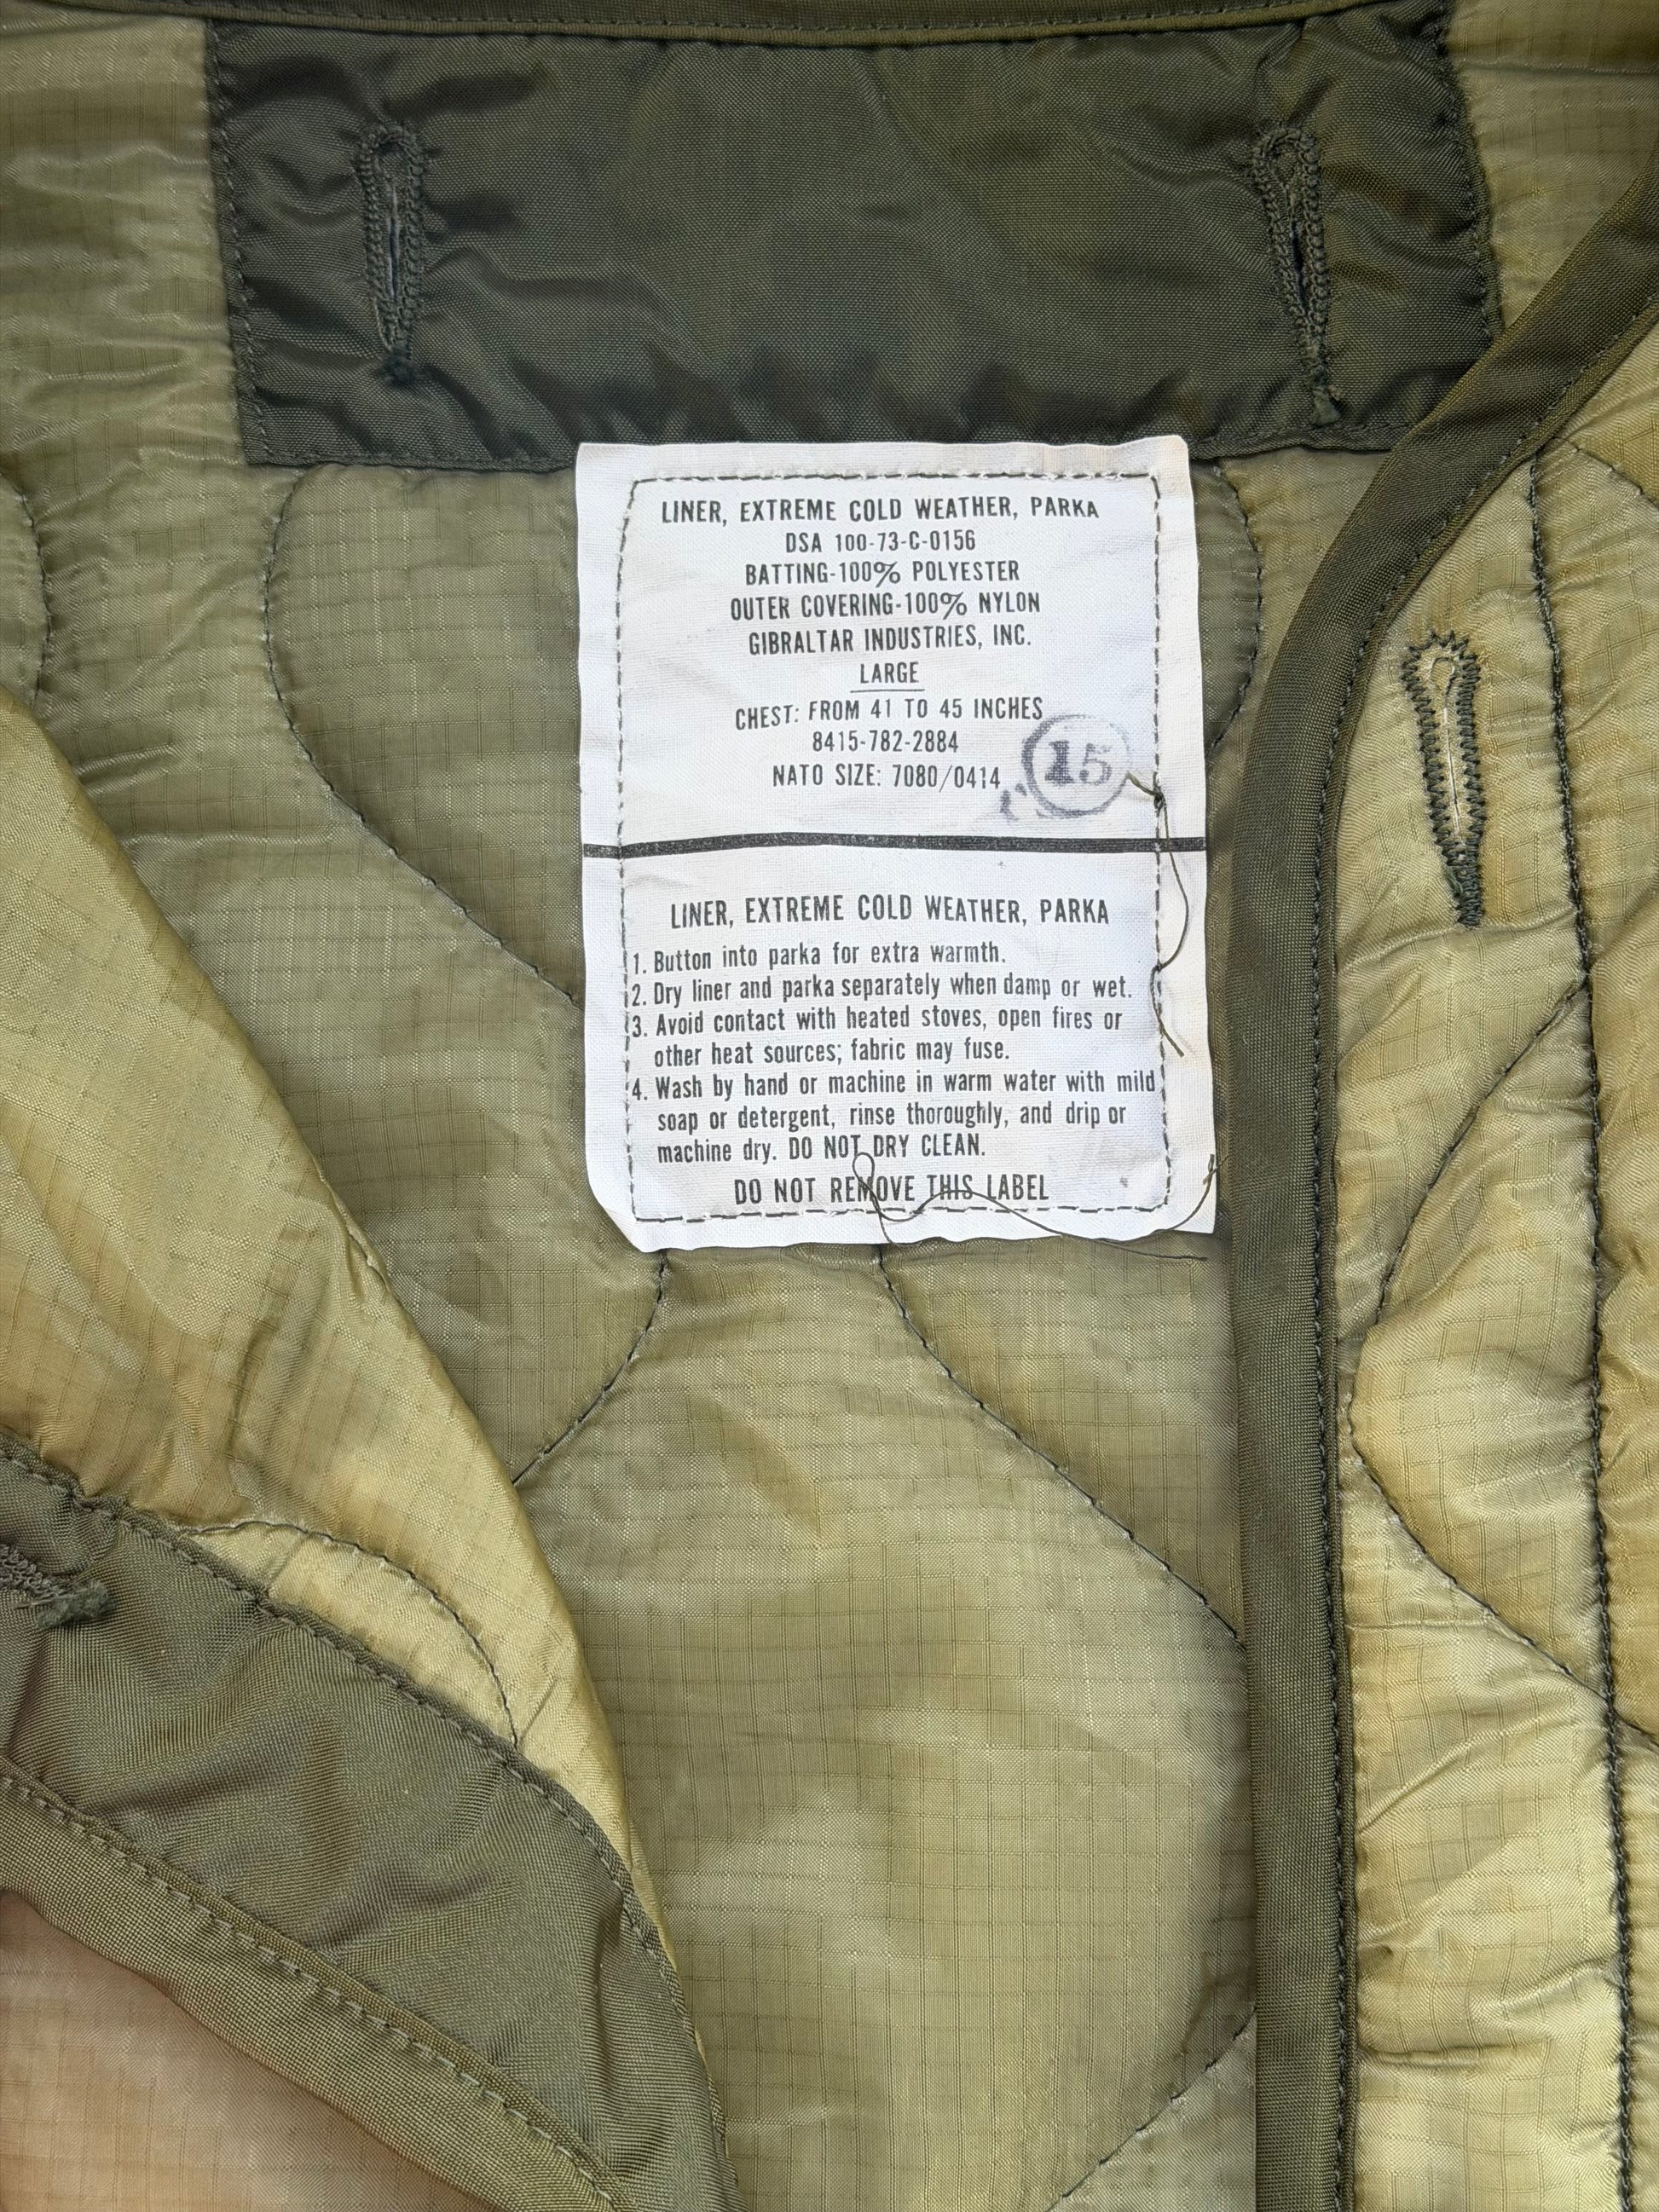 LINER, EXTREME COLD WEATHER, PARKA
DSA 100-73-C-0156
BATTING-100% POLYESTER
OUTER COVERING-100% NYLON
GIBRALTAR INDUSTRIES, INC.
LARGE
CHEST: FROM 41 TO 45 INCHES
8415-782-2884
NATO SIZE: 7080/0414
15
LINER, EXTREME COLD WEATHER, PARKA
1. Button into parka for extra warmth.
2. Dry liner and parka separately when damp or wet.
3. Avoid contact with heated stoves, open fires or
other heat sources; fabric may fuse.
4. Wash by hand or machine in warm water with mild
soap or detergent, rinse thoroughly, and drip or
machine dry. DO NOT DRY CLEAN.
DO NOT REMOVE THIS LABEL